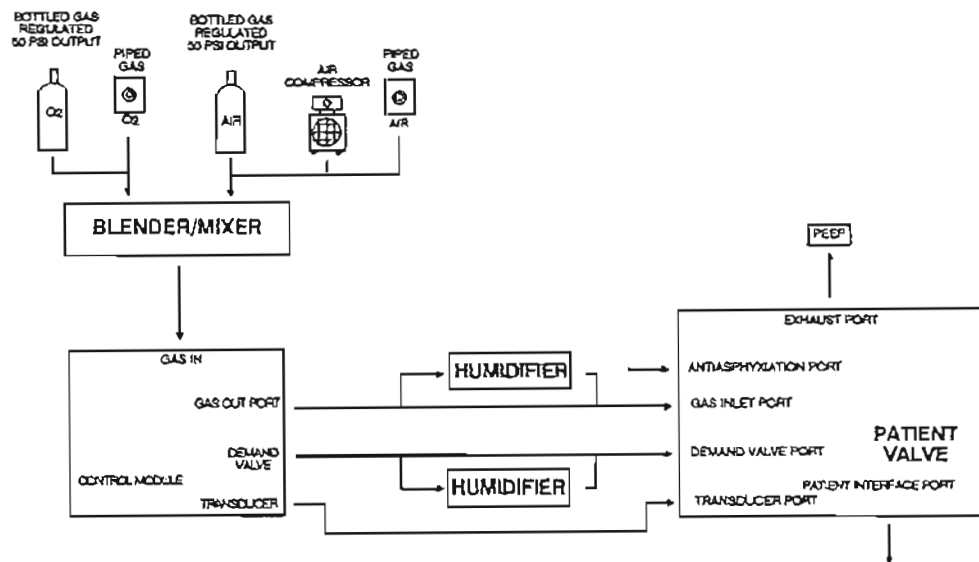 BOTTLED GAS
REGULATED
50 PSI OUTPUT
PIPED
GAS
O2
O2
BOTTLED GAS
REGULATED
50 PSI OUTPUT
AIR
AIR
COMPRESSOR
PIPED
GAS
AIR
BLENDER/MIXER
PEEP
GAS IN
GAS OUT PORT
DEMAND
VALVE
CONTROL MODULE
TRANSDUCER
HUMIDIFIER
HUMIDIFIER
EXHAUST PORT
ANTIASPHYXIATION PORT
GAS INLET PORT
PATIENT
VALVE
DEMAND VALVE PORT
PATIENT INTERFACE PORT
TRANSDUCER PORT